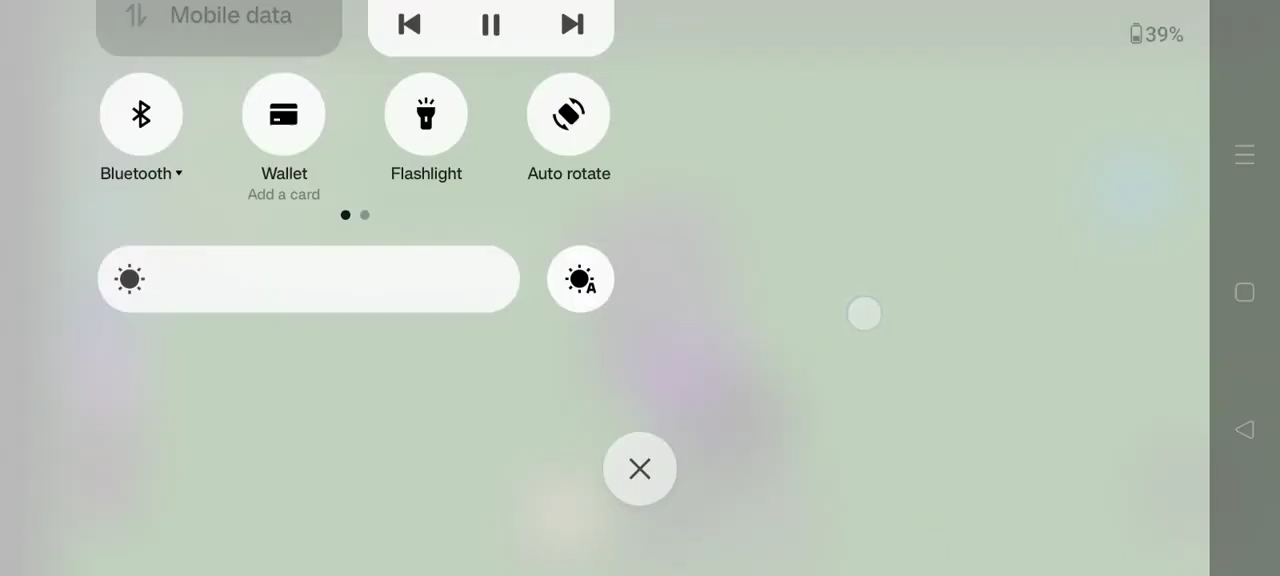 Mobile data
39%
Bluetooth
Wallet
Flashlight
Auto rotate
Add a card
A